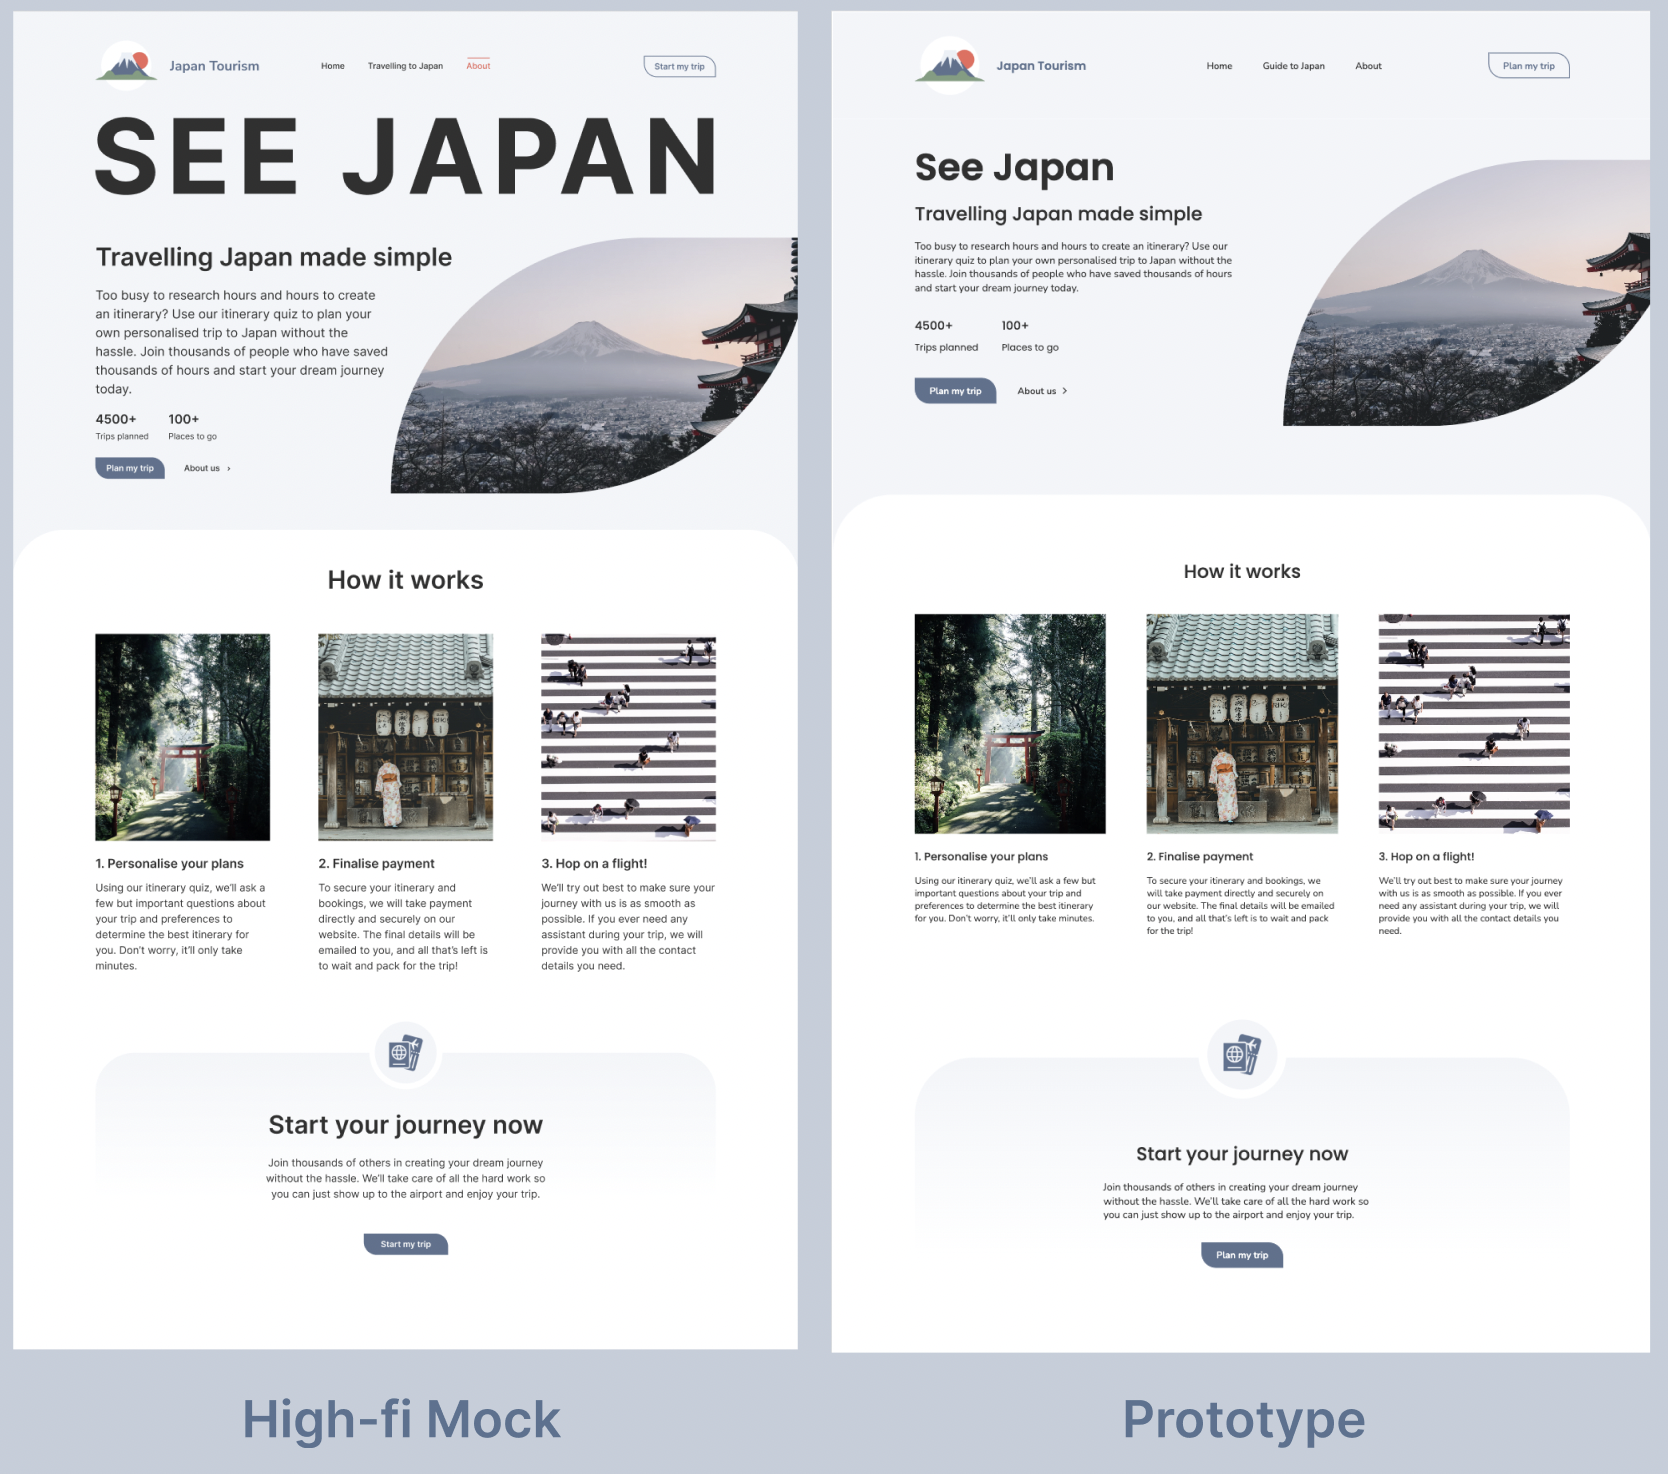 Japan Tourism
Home
Travelling to Japan
About
Start my trip
SEE JAPAN
Travelling Japan made simple
Too busy to research hours and hours to create
an itinerary? Use our itinerary quiz to plan your
own personalised trip to Japan without the
hassle. Join thousands of people who have saved
thousands of hours and start your dream journey
today.
4500+
100+
Trips planned
Places to go
Plan my trip
About us ›
How it works
1. Personalise your plans
Using our itinerary quiz, we'll ask a
few but important questions about
your trip and preferences to
determine the best itinerary for
you. Don't worry, it'll only take
minutes.
2. Finalise payment
To secure your itinerary and
bookings, we will take payment
directly and securely on our
website. The final details will be
emailed to you, and all that's left is
to wait and pack for the trip!
3. Hop on a flight!
We'll try out best to make sure your
journey with us is as smooth as
possible. If you ever need any
assistant during your trip, we will
provide you with all the contact
details you need.
Start your journey now
Join thousands of others in creating your dream journey
without the hassle. We'll take care of all the hard work so
you can just show up to the airport and enjoy your trip.
Start my trip
High-fi Mock
Japan Tourism
Home
Guide to Japan
About
Plan my trip
See Japan
Travelling Japan made simple
Too busy to research hours and hours to create an itinerary? Use our
itinerary quiz to plan your own personalised trip to Japan without the
hassle. Join thousands of people who have saved thousands of hours
and start your dream journey today.
4500+
100+
Trips planned
Places to go
Plan my trip
About us ›
How it works
1. Personalise your plans
Using our itinerary quiz, we'll ask a few but
important questions about your trip and
preferences to determine the best itinerary
for you. Don't worry, it'll only take minutes.
2. Finalise payment
To secure your itinerary and bookings, we
will take payment directly and securely on
our website. The final details will be emailed
to you, and all that's left is to wait and pack
for the trip!
3. Hop on a flight!
We'll try out best to make sure your journey
with us is as smooth as possible. If you ever
need any assistant during your trip, we will
provide you with all the contact details you
need.
Start your journey now
Join thousands of others in creating your dream journey
without the hassle. We'll take care of all the hard work so
you can just show up to the airport and enjoy your trip.
Plan my trip
Prototype